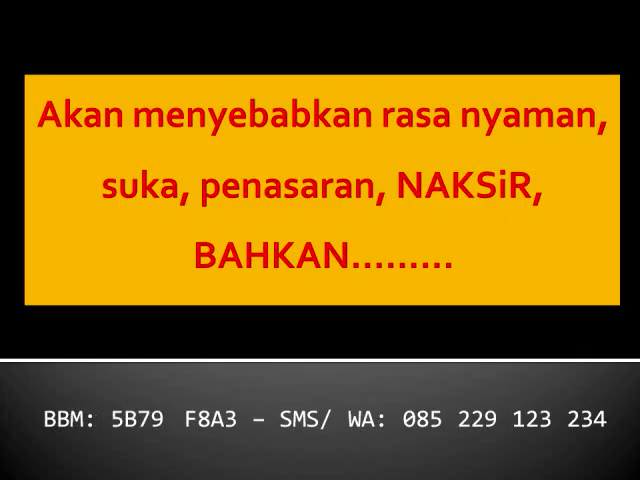 Akan menyebabkan rasa nyaman,
suka, penasaran, NAKSiR,
BAHKAN.........
BBM: 5B79 F8A3 – SMS/ WA: 085 229 123 234